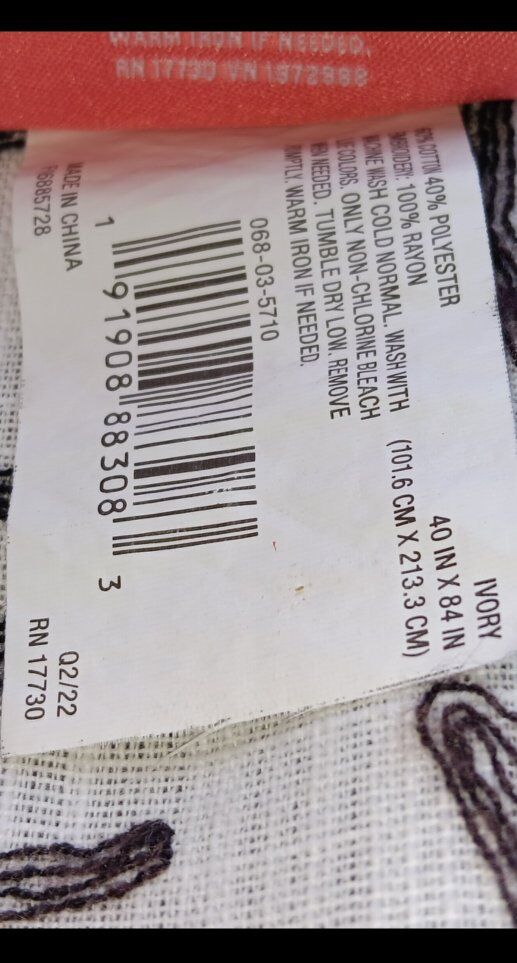 WARM IRON IF NEEDED.
RN 17730 VN 1972988
IVORY
40 IN X 84 IN
(101.6 CM X 213.3 CM)
60% COTTON 40% POLYESTER
EMBROIDERY: 100% RAYON
MACHINE WASH COLD NORMAL. WASH WITH
LIKE COLORS. ONLY NON-CHLORINE BLEACH
WHEN NEEDED. TUMBLE DRY LOW. REMOVE
PROMPTLY. WARM IRON IF NEEDED.
068-03-5710
1 91908 88308 3
MADE IN CHINA
Q2/22
RN 17730